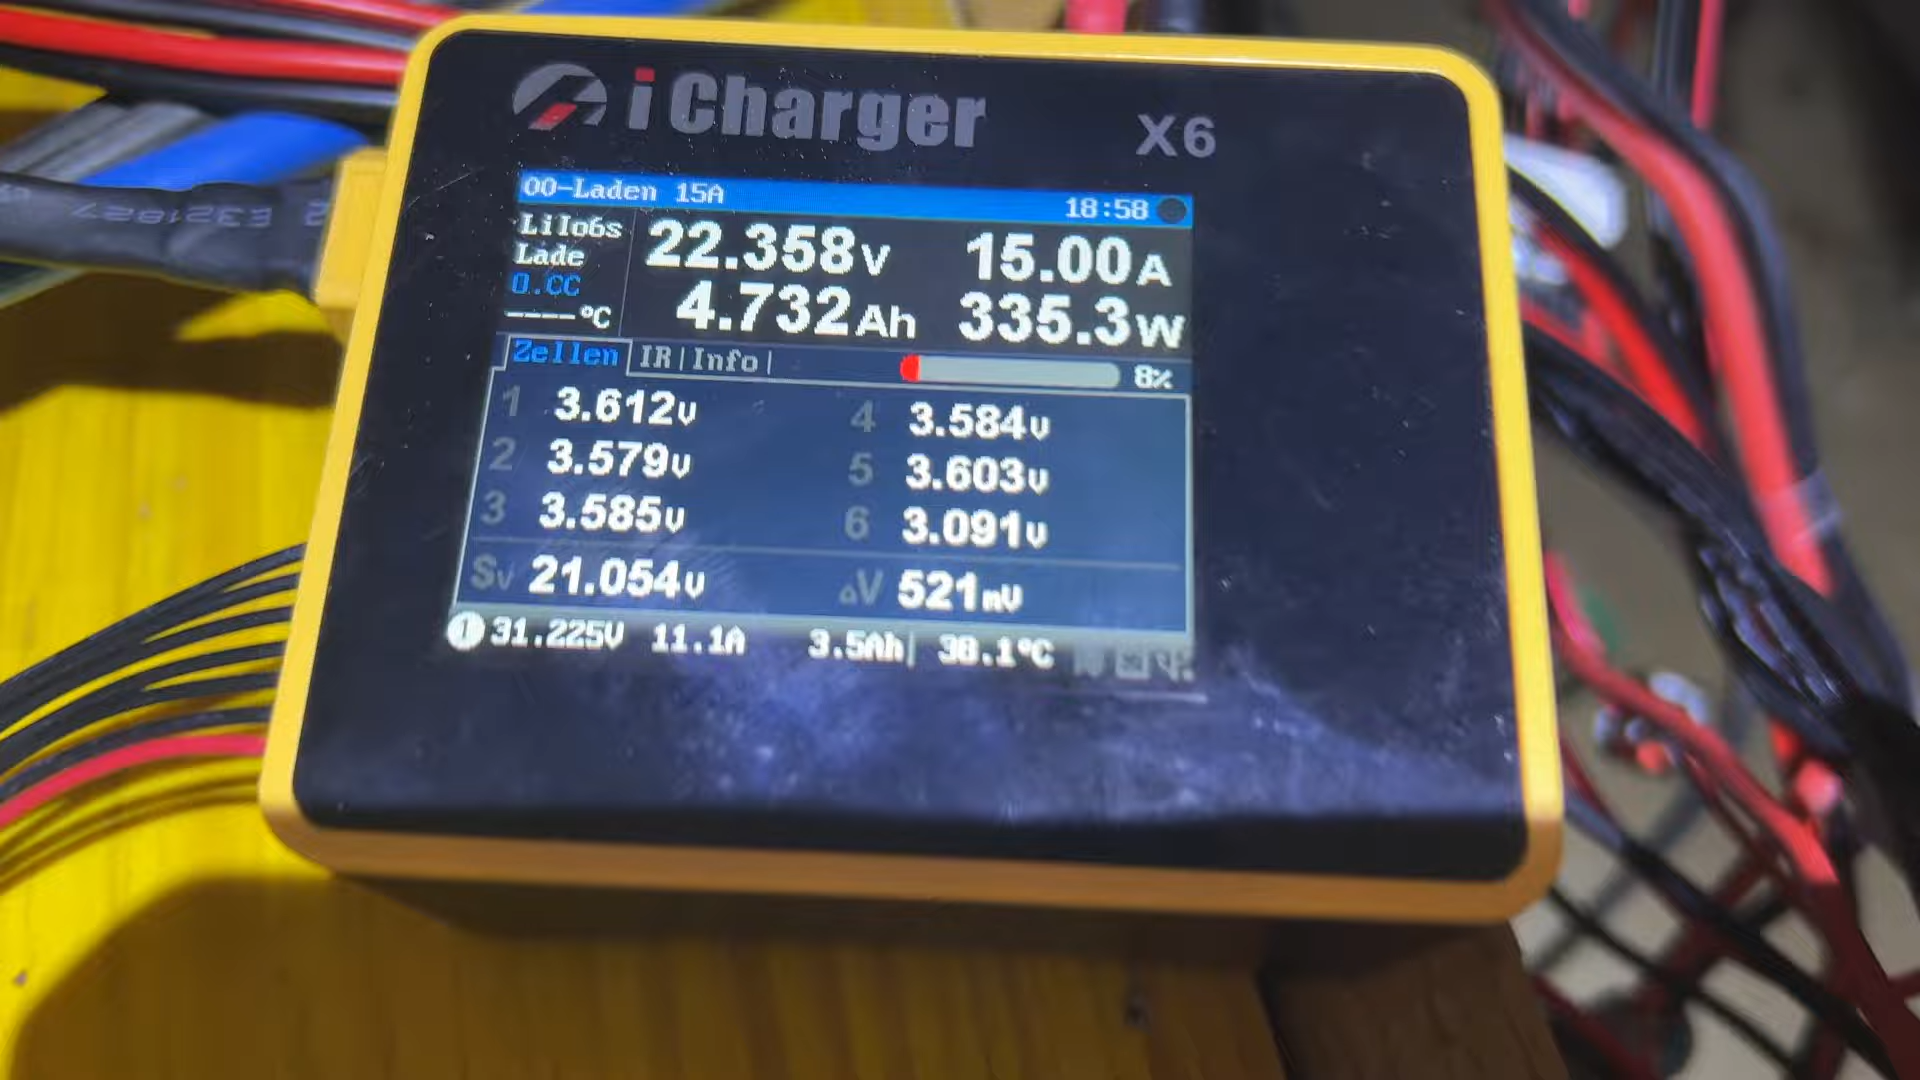 iCharger X6
00-Laden 15A 18:58
LiIo6s 22.358V 15.00A
Lade
0.CC 4.732Ah 335.3W
----°C
Zellen IR| Info| 8%
1 3.612V 4 3.584V
2 3.579V 5 3.603V
3 3.585V 6 3.091V
SV 21.054V ΔV 521mV
31.225V 11.1A 3.5Ah| 38.1°C
E321827